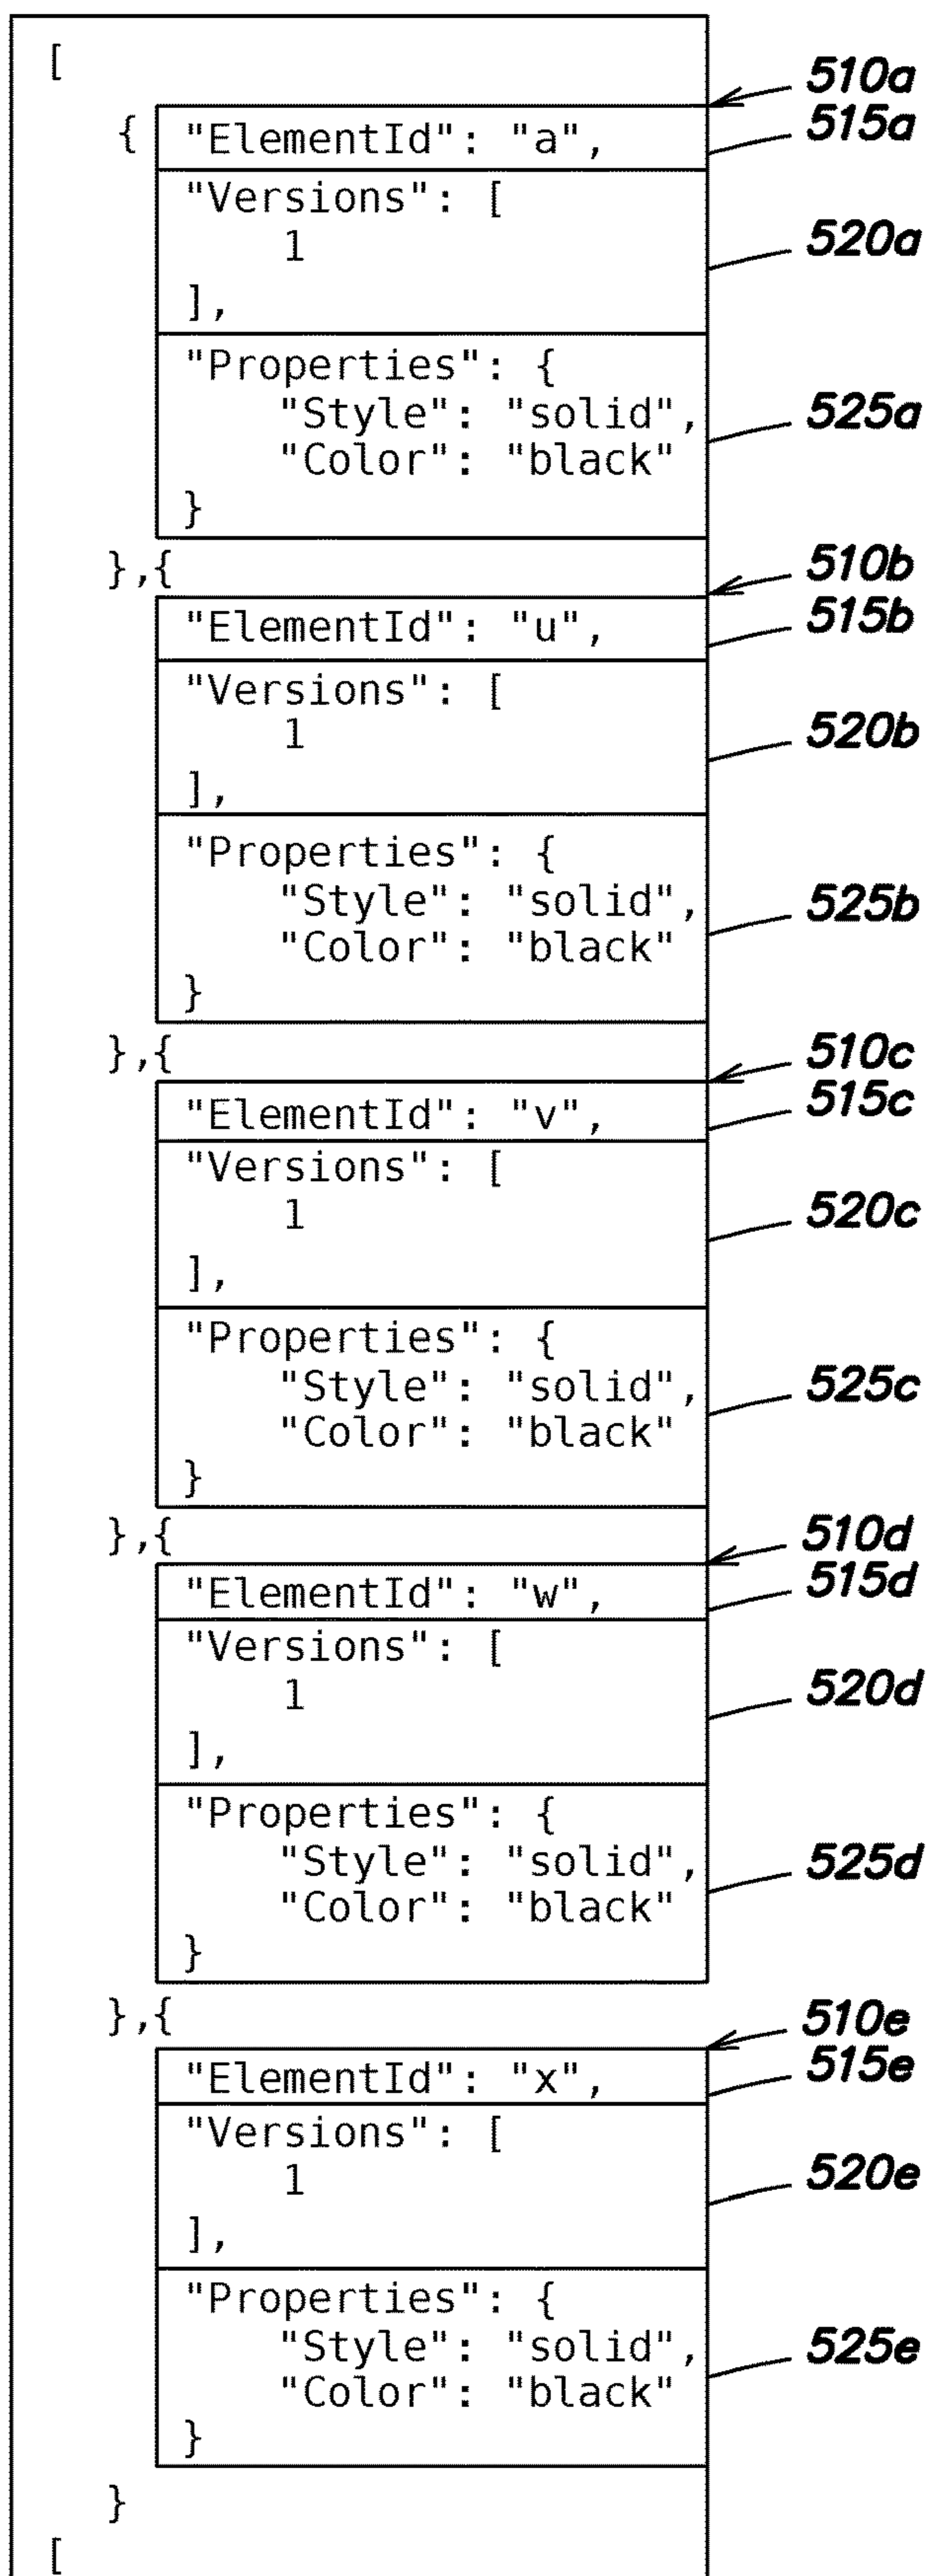 [
510a
{ "ElementId": "a",
515a
"Versions": [
1
520a
],
"Properties": {
"Style": "solid",
525a
"Color": "black"
}
},{
510b
"ElementId": "u",
515b
"Versions": [
1
520b
],
"Properties": {
"Style": "solid",
525b
"Color": "black"
}
},{
510c
"ElementId": "v",
515c
"Versions": [
1
520c
],
"Properties": {
"Style": "solid",
525c
"Color": "black"
}
},{
510d
"ElementId": "w",
515d
"Versions": [
1
520d
],
"Properties": {
"Style": "solid",
525d
"Color": "black"
}
},{
510e
"ElementId": "x",
515e
"Versions": [
1
520e
],
"Properties": {
"Style": "solid",
525e
"Color": "black"
}
}
[